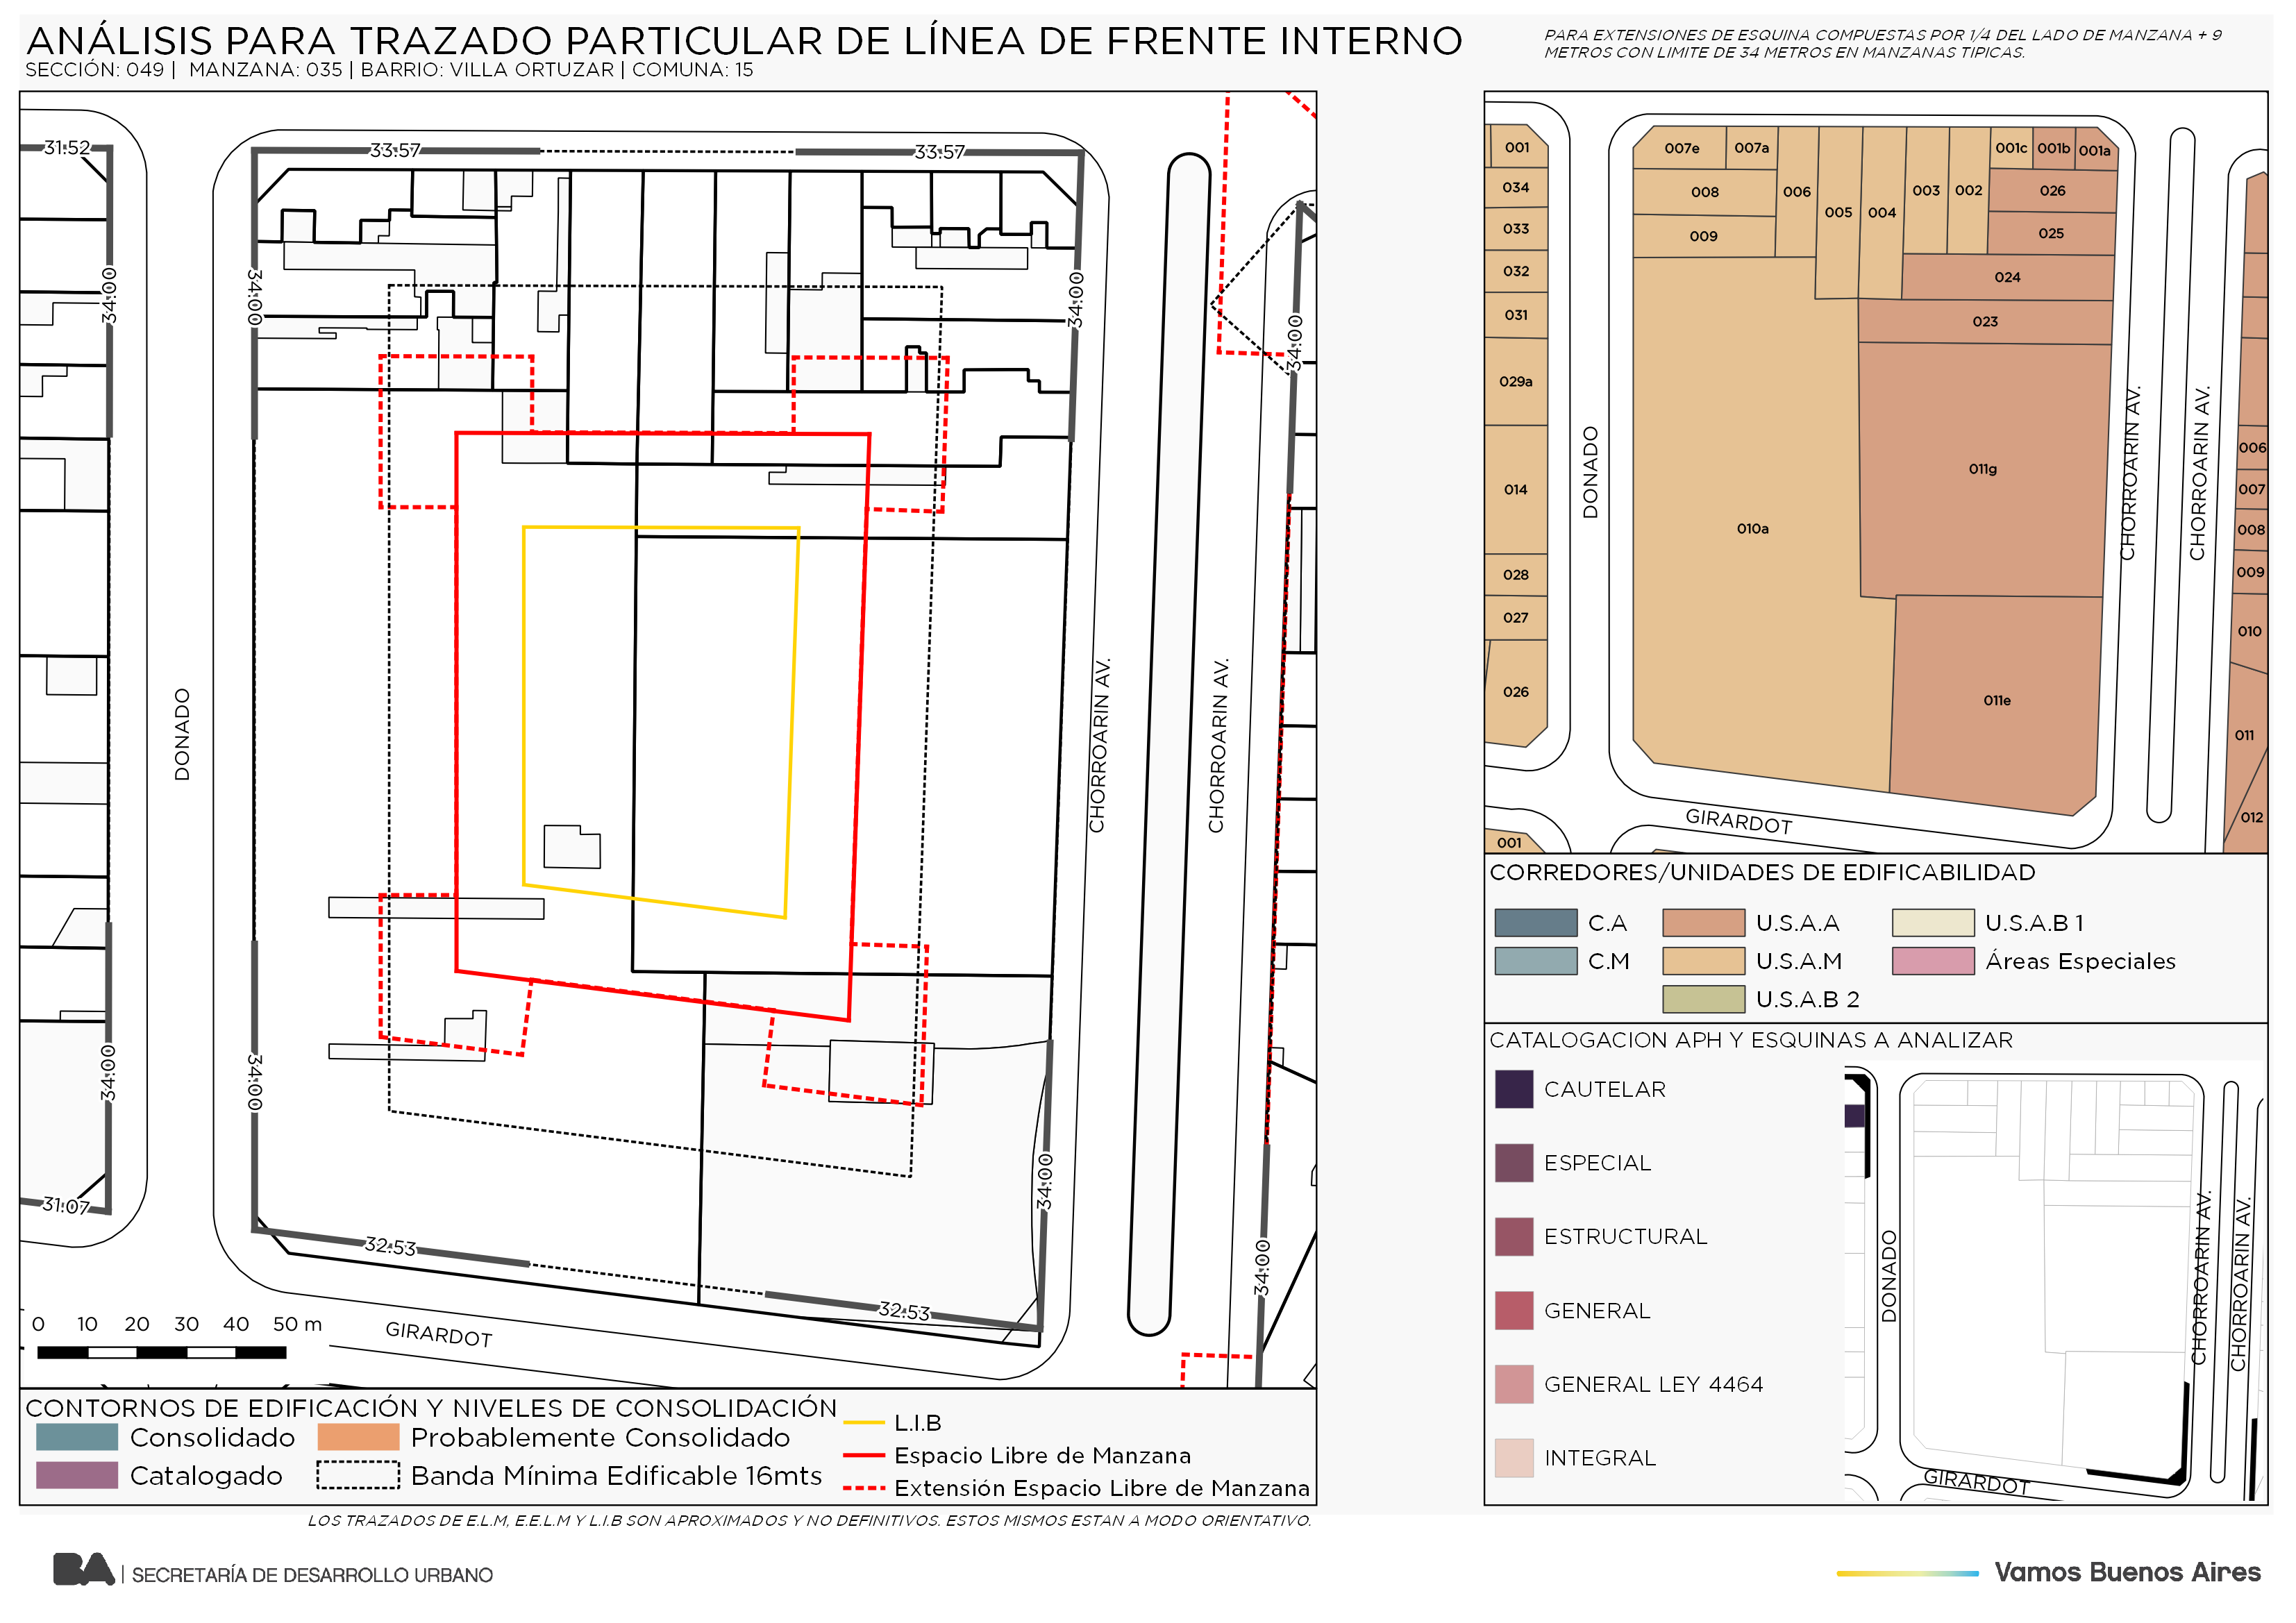 ANÁLISIS PARA TRAZADO PARTICULAR DE LÍNEA DE FRENTE INTERNO
SECCIÓN: 049 | MANZANA: 035 | BARRIO: VILLA ORTUZAR | COMUNA: 15
PARA EXTENSIONES DE ESQUINA COMPUESTAS POR 1/4 DEL LADO DE MANZANA + 9
METROS CON LIMITE DE 34 METROS EN MANZANAS TIPICAS.
31.52
33.57
33.57
34.00
34.00
34.00
34.00
DONADO
CHORROARIN AV.
CHORROARIN AV.
34.00
34.00
34.00
34.00
31.07
32.53
32.53
GIRARDOT
0 10 20 30 40 50 m
CONTORNOS DE EDIFICACIÓN Y NIVELES DE CONSOLIDACIÓN
Consolidado
Probablemente Consolidado
Catalogado
Banda Mínima Edificable 16mts
L.I.B
Espacio Libre de Manzana
Extensión Espacio Libre de Manzana
001
034
033
032
031
029a
014
028
027
026
001
007e
007a
008
009
006
005
004
003
002
001c
001b
001a
026
025
024
023
011g
010a
011e
006
007
008
009
010
011
012
DONADO
CHORROARIN AV.
CHORROARIN AV.
GIRARDOT
CORREDORES/UNIDADES DE EDIFICABILIDAD
C.A
U.S.A.A
U.S.A.B 1
C.M
U.S.A.M
Áreas Especiales
U.S.A.B 2
CATALOGACION APH Y ESQUINAS A ANALIZAR
CAUTELAR
ESPECIAL
ESTRUCTURAL
GENERAL
GENERAL LEY 4464
INTEGRAL
DONADO
CHORROARIN AV.
CHORROARIN AV.
GIRARDOT
LOS TRAZADOS DE E.L.M, E.E.L.M Y L.I.B SON APROXIMADOS Y NO DEFINITIVOS. ESTOS MISMOS ESTAN A MODO ORIENTATIVO.
BA | SECRETARÍA DE DESARROLLO URBANO
Vamos Buenos Aires